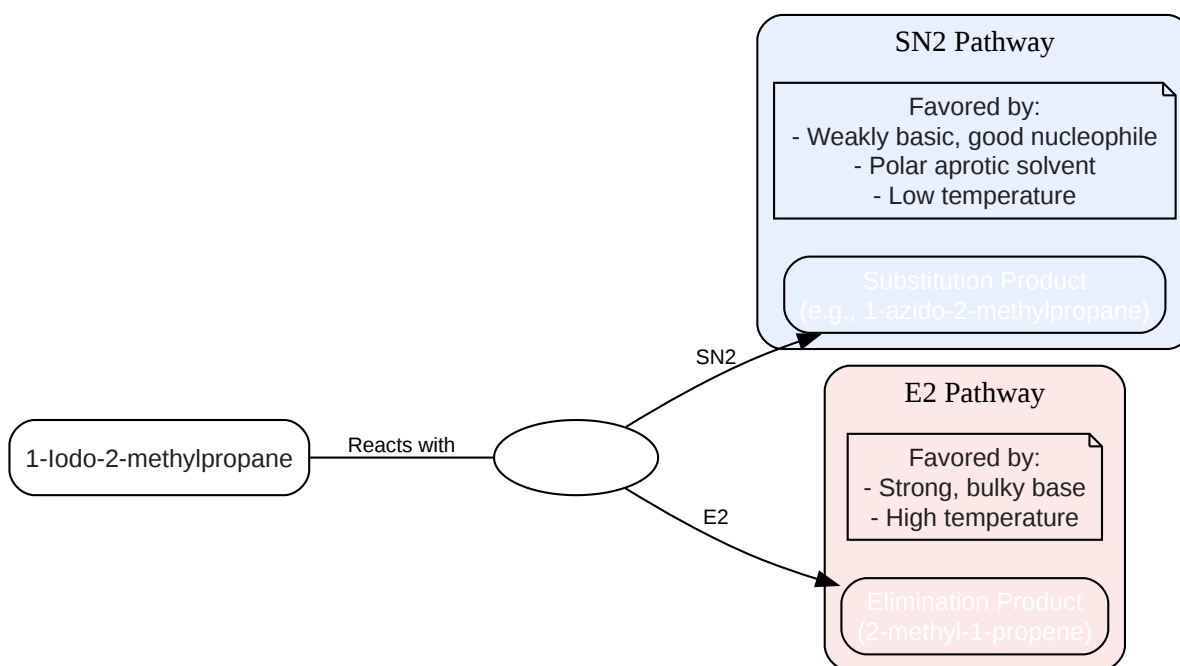 SN2 Pathway
Favored by:
- Weakly basic, good nucleophile
- Polar aprotic solvent
- Low temperature
Substitution Product
(e.g., 1-azido-2-methylpropane)
SN2
E2 Pathway
1-Iodo-2-methylpropane
Reacts with
Favored by:
- Strong, bulky base
- High temperature
E2
Elimination Product
(2-methyl-1-propene)